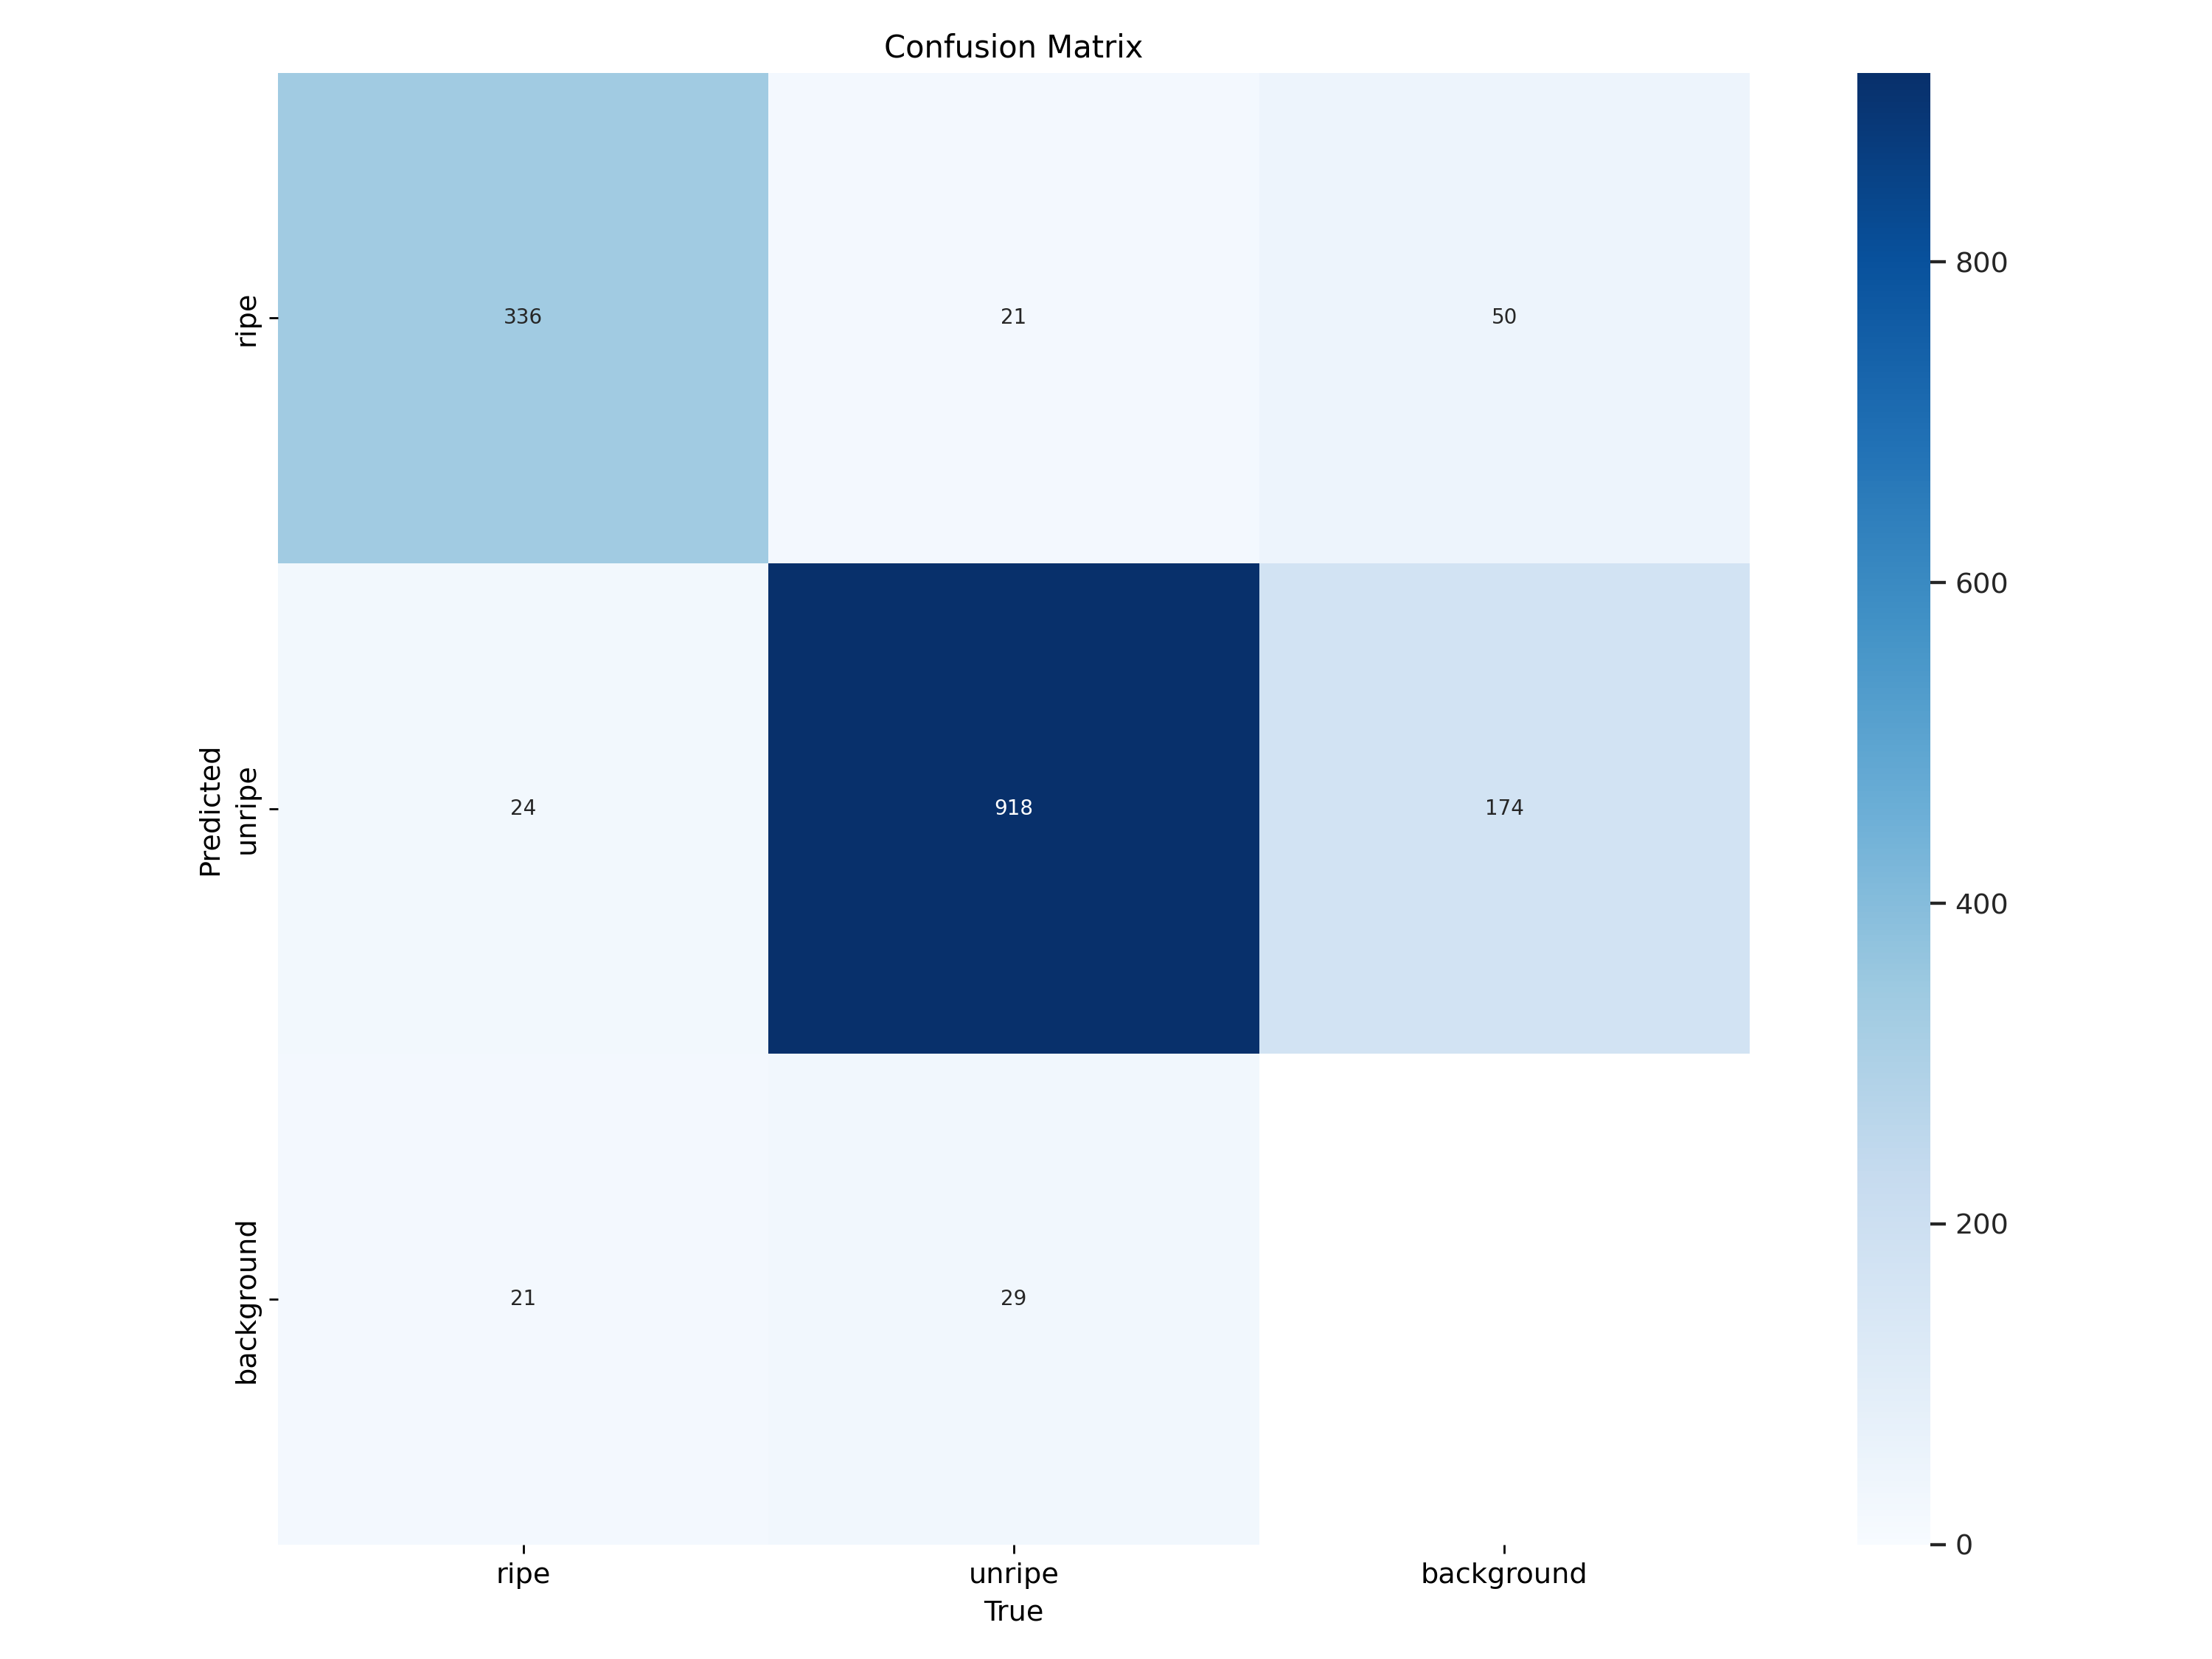 Confusion Matrix
ripe
336
21
50
800
600
Predicted
unripe
24
918
174
400
200
background
21
29
0
ripe
unripe
background
True